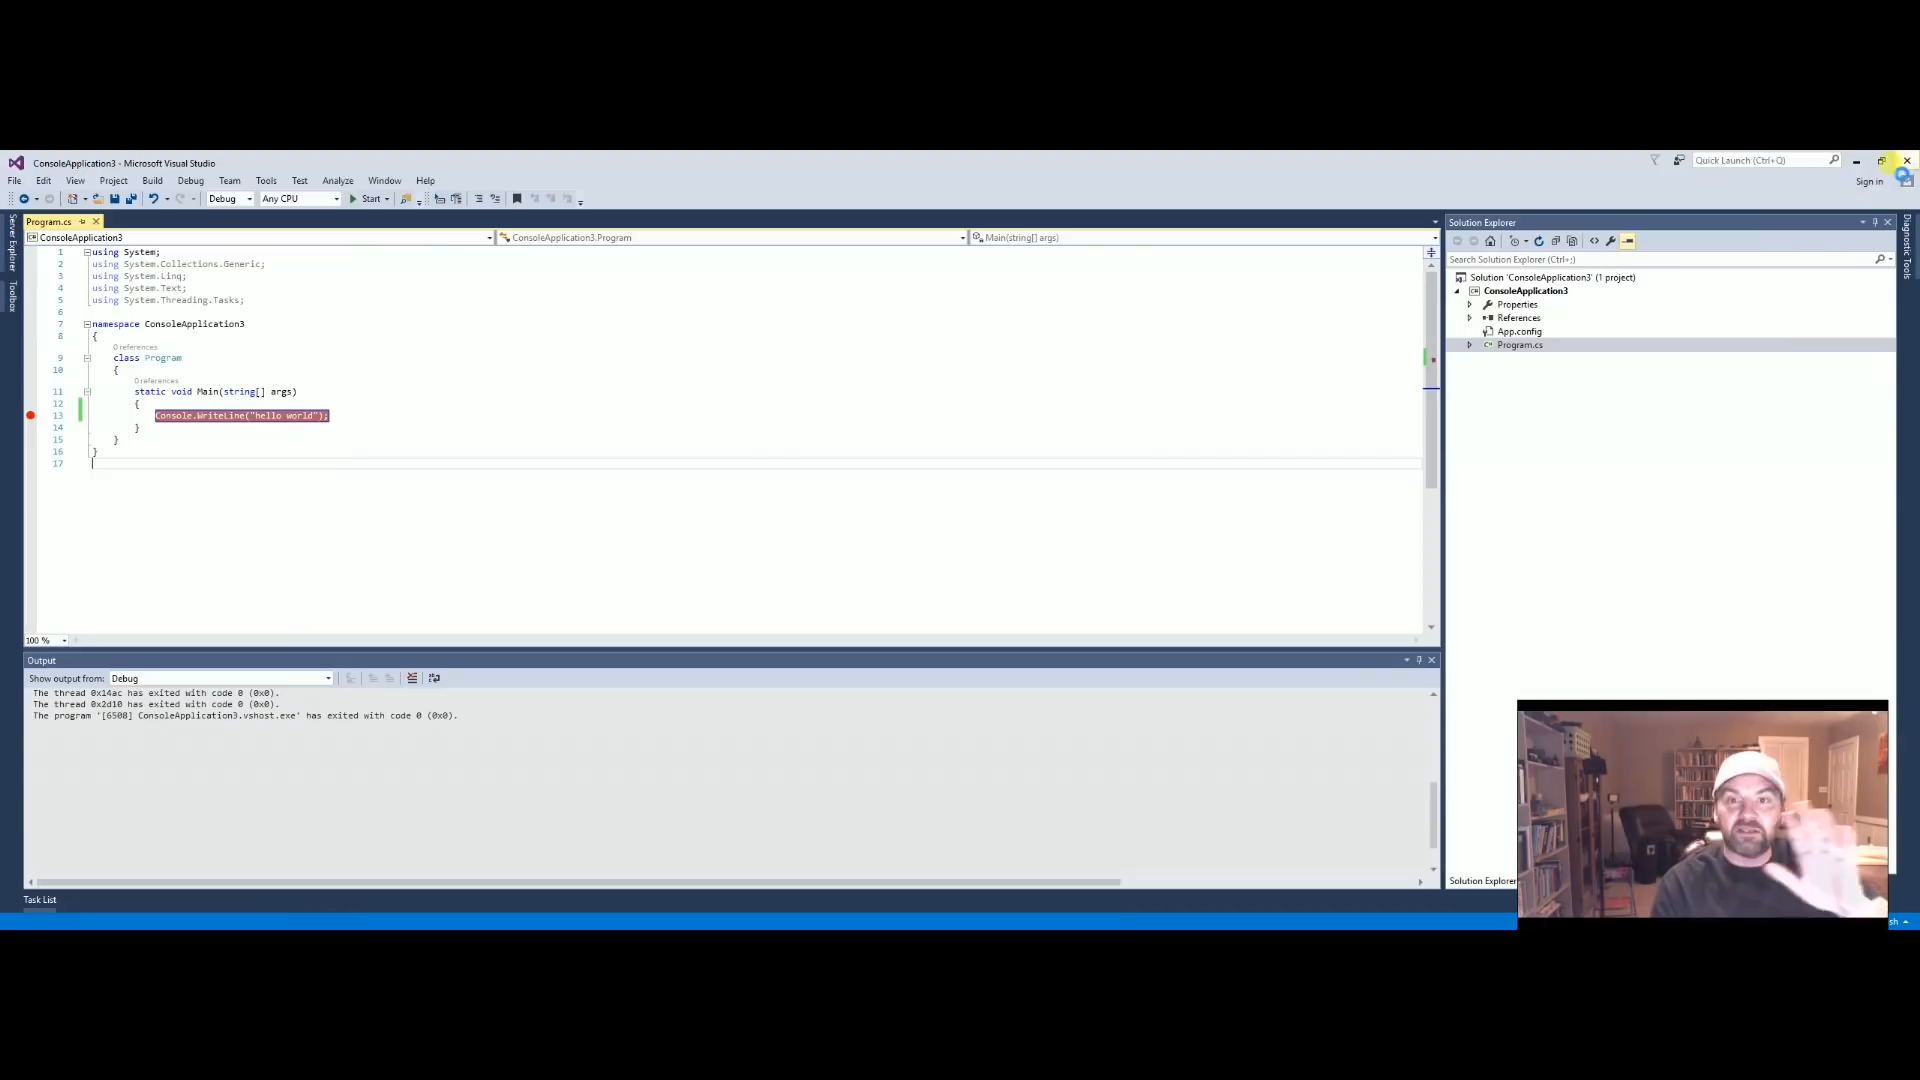 ConsoleApplication3 - Microsoft Visual Studio
Quick Launch (Ctrl+Q)
File Edit View Project Build Debug Team Tools Test Analyze Window Help
Sign in
Debug Any CPU Start
Program.cs
Solution Explorer
ConsoleApplication3 ConsoleApplication3.Program Main(string[] args)
Server Explorer
Toolbox
Diagnostic Tools
1 using System;
2 using System.Collections.Generic;
3 using System.Linq;
4 using System.Text;
5 using System.Threading.Tasks;
6
7 namespace ConsoleApplication3
8 {
0 references
9 class Program
10 {
0 references
11 static void Main(string[] args)
12 {
13 Console.WriteLine("hello world");
14 }
15 }
16 }
17
100 %
Search Solution Explorer (Ctrl+;)
Solution 'ConsoleApplication3' (1 project)
ConsoleApplication3
Properties
References
App.config
Program.cs
Output
Show output from: Debug
The thread 0x14ac has exited with code 0 (0x0).
The thread 0x2d10 has exited with code 0 (0x0).
The program '[6508] ConsoleApplication3.vshost.exe' has exited with code 0 (0x0).
Solution Explorer
Task List
sh